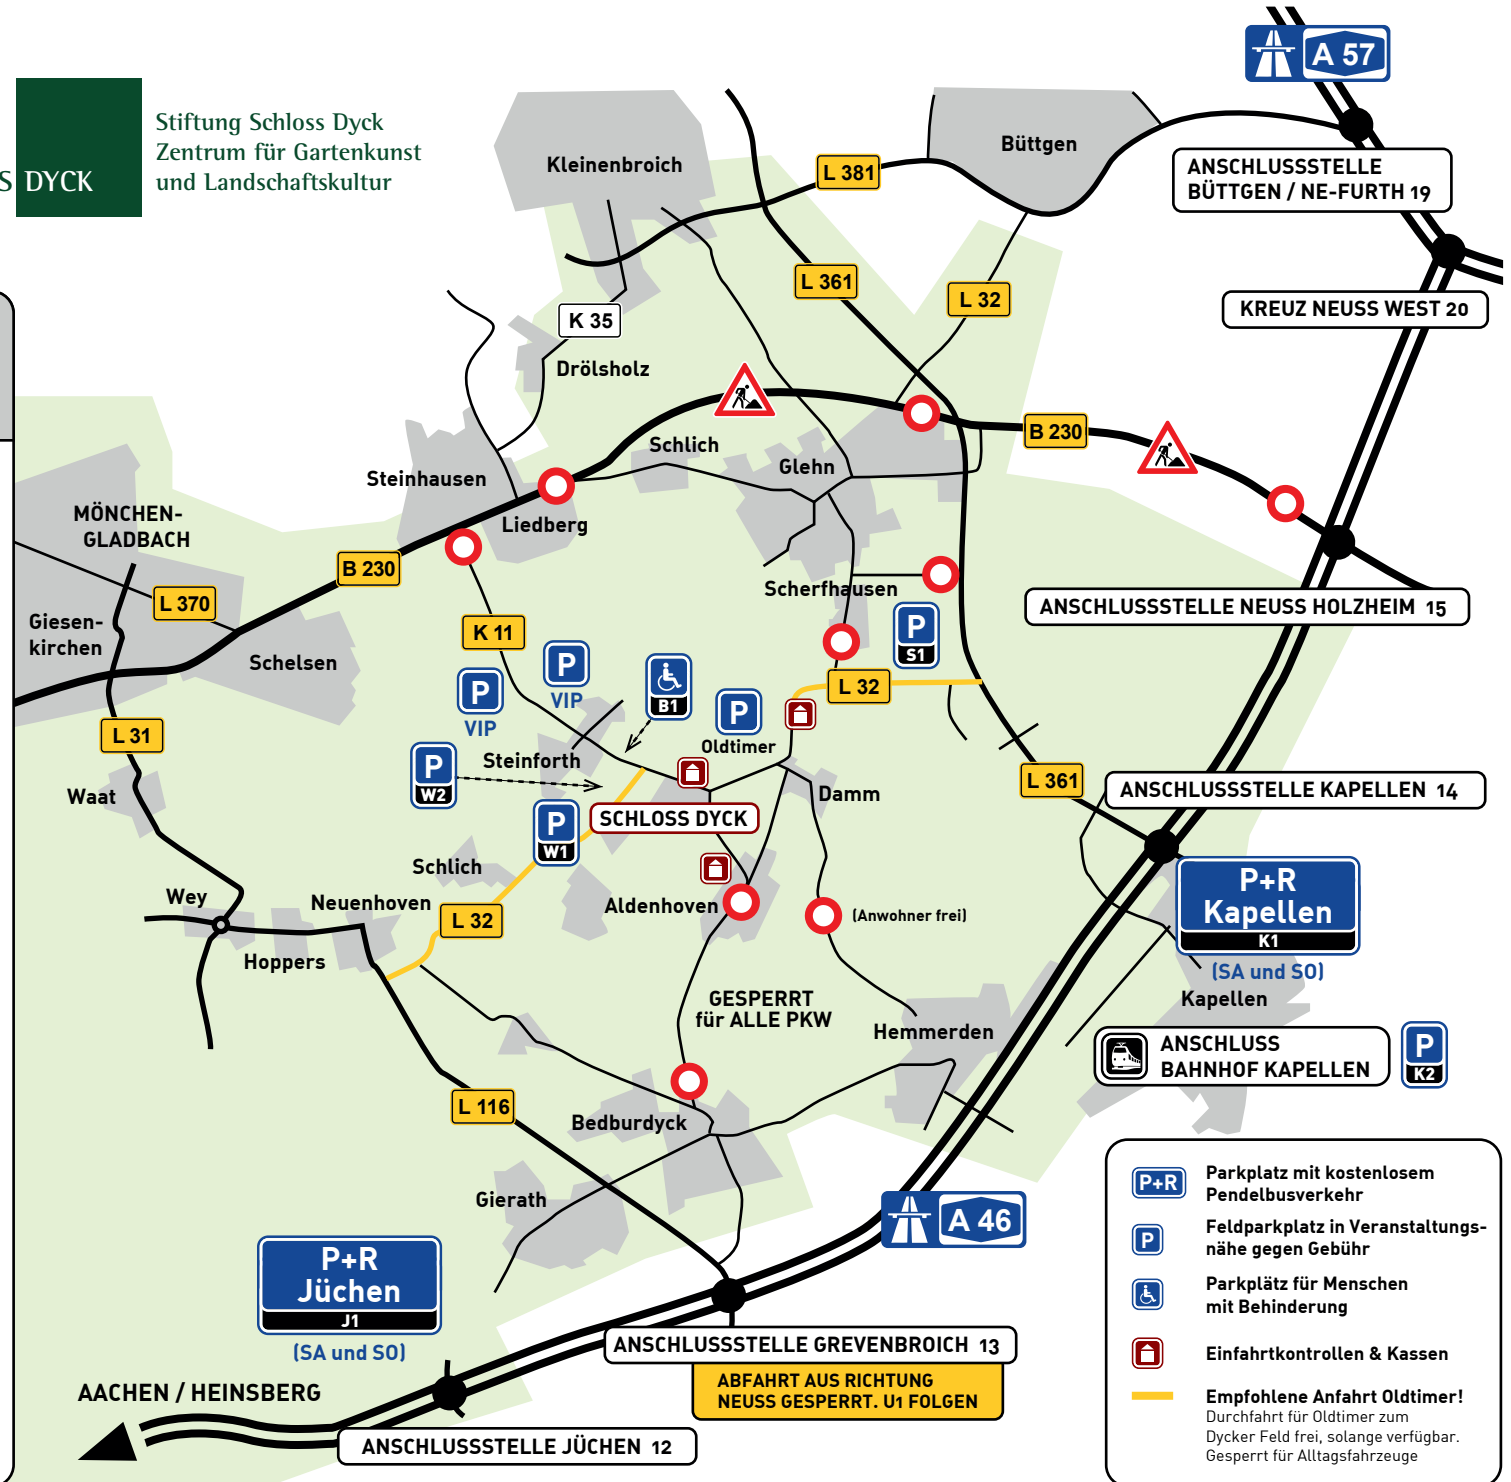 S DYCK
Stiftung Schloss Dyck
Zentrum für Gartenkunst
und Landschaftskultur
A 57
Kleinenbroich
Büttgen
L 381
ANSCHLUSSSTELLE
BÜTTGEN / NE-FURTH 19
L 361
L 32
KREUZ NEUSS WEST 20
K 35
Drölsholz
Schlich
B 230
Steinhausen
Glehn
MÖNCHEN-
GLADBACH
Liedberg
B 230
L 370
Scherfhausen
ANSCHLUSSSTELLE NEUSS HOLZHEIM 15
Giesen-
kirchen
K 11
P
S1
Schelsen
P
VIP
P
VIP
B1
L 32
P
Oldtimer
L 31
Steinforth
P
W2
Waat
Damm
L 361
ANSCHLUSSSTELLE KAPELLEN 14
SCHLOSS DYCK
P
W1
Schlich
Wey
Neuenhoven
L 32
Aldenhoven
(Anwohner frei)
P+R
Kapellen
K1
(SA und SO)
Hoppers
Kapellen
GESPERRT
für ALLE PKW
Hemmerden
ANSCHLUSS
BAHNHOF KAPELLEN
P
K2
L 116
Bedburdyck
Gierath
A 46
P+R
Jüchen
J1
(SA und SO)
ANSCHLUSSSTELLE GREVENBROICH 13
ABFAHRT AUS RICHTUNG
NEUSS GESPERRT. U1 FOLGEN
AACHEN / HEINSBERG
ANSCHLUSSSTELLE JÜCHEN 12
P+R
Parkplatz mit kostenlosem
Pendelbusverkehr
P
Feldparkplatz in Veranstaltungs-
nähe gegen Gebühr
Parkplätz für Menschen
mit Behinderung
Einfahrtkontrollen & Kassen
Empfohlene Anfahrt Oldtimer!
Durchfahrt für Oldtimer zum
Dycker Feld frei, solange verfügbar.
Gesperrt für Alltagsfahrzeuge